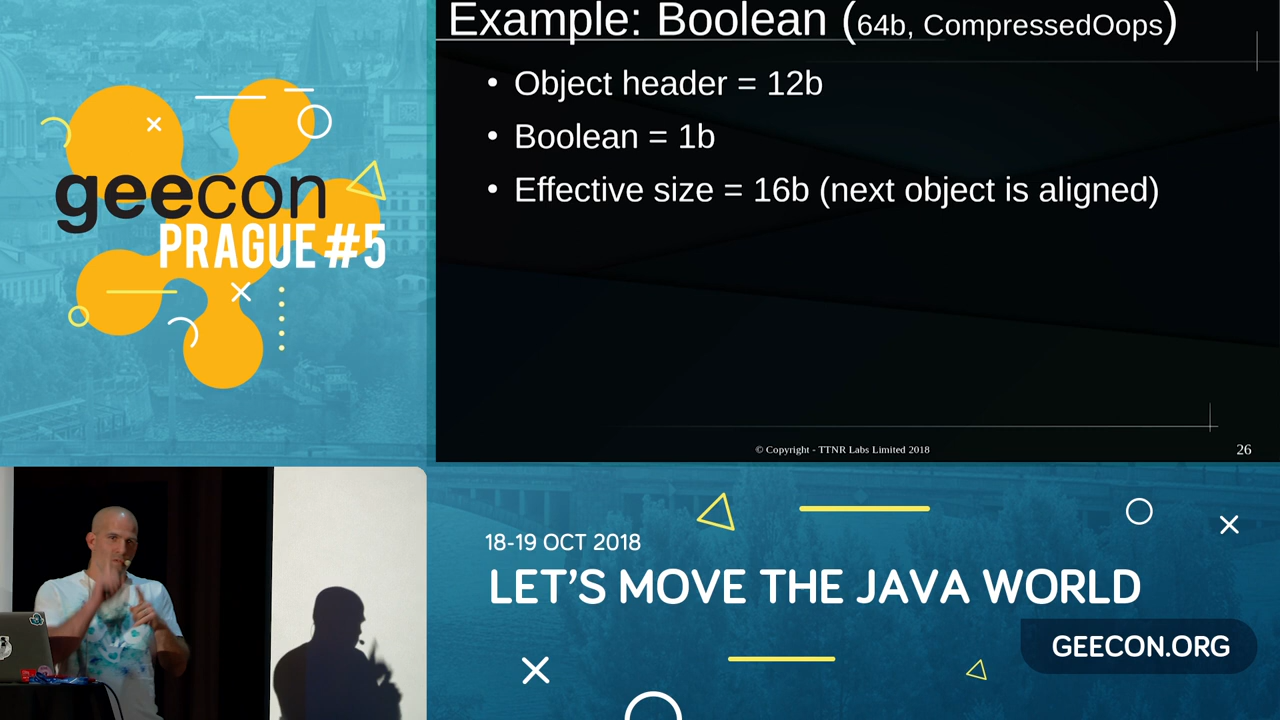 geecon
PRAGUE #5
Example: Boolean (64b, CompressedOops)
• Object header = 12b
• Boolean = 1b
• Effective size = 16b (next object is aligned)
© Copyright - TTNR Labs Limited 2018
26
18-19 OCT 2018
LET'S MOVE THE JAVA WORLD
GEECON.ORG